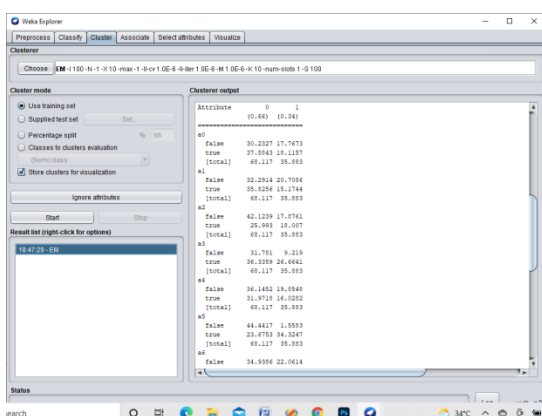 Weka Explorer
Preprocess Classify Cluster Associate Select attributes Visualize
Clusterer
Choose EM -I 100 -N -1 -X 10 -max -1 -ll-cv 1.0E-6 -ll-iter 1.0E-6 -M 1.0E-6 -K 10 -num-slots 1 -S 100
Cluster mode
Use training set
Supplied test set Set...
Percentage split % 66
Classes to clusters evaluation
(Nom) class
Store clusters for visualization
Ignore attributes
Start Stop
Result list (right-click for options)
18:47:28 - EM
Clusterer output
Attribute 0 1
(0.66) (0.34)
==========================
a0
false 30.2327 17.7673
true 37.8843 18.1157
[total] 68.117 35.883
a1
false 32.2914 20.7086
true 35.8256 15.1744
[total] 68.117 35.883
a2
false 42.1239 17.8761
true 25.993 18.007
[total] 68.117 35.883
a3
false 31.781 9.219
true 36.3359 26.6641
[total] 68.117 35.883
a4
false 36.1452 19.8548
true 31.9718 16.0282
[total] 68.117 35.883
a5
false 44.4417 1.5583
true 23.6753 34.3247
[total] 68.117 35.883
a6
false 34.9386 22.0614
Status
search
34°C